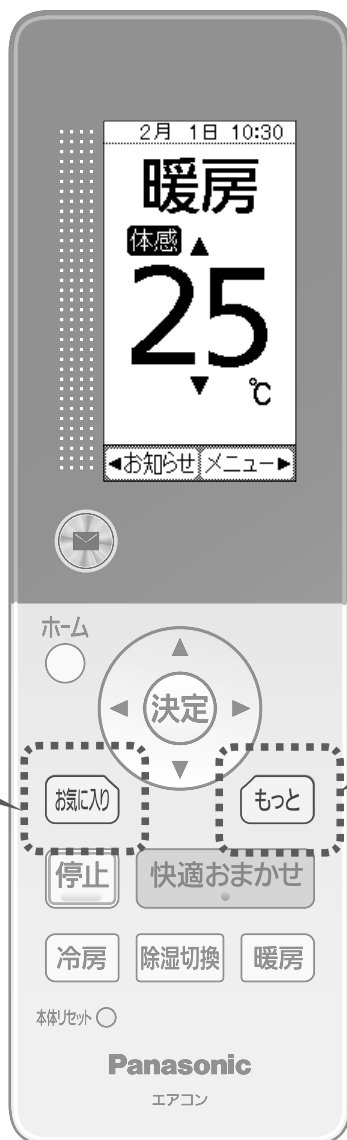 2月 1日 10:30
暖房
体感▲
25
▼ ℃
◀お知らせ メニュー▶
ホーム
▲
◀ 決定 ▶
▼
お気に入り もっと
停止 快適おまかせ
冷房 除湿切換 暖房
本体リセット
Panasonic
エアコン